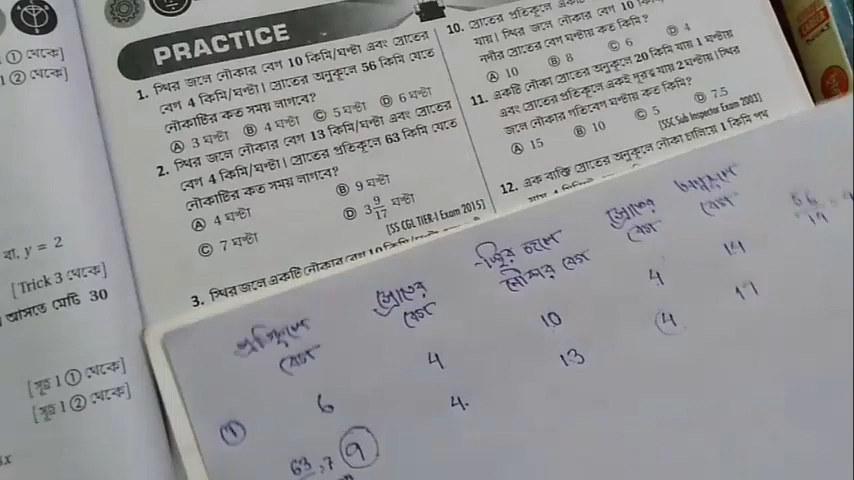 ① থেকে]
② থেকে]
বা, y = 2
[Trick 3 থেকে]
আসতে মোট 30
[সূত্র 1 ① থেকে]
[সূত্র 1 ② থেকে]
PRACTICE
1. স্থির জলে নৌকার বেগ 10 কিমি/ঘণ্টা এবং স্রোতের
বেগ 4 কিমি/ঘণ্টা। স্রোতের অনুকূলে 56 কিমি যেতে
নৌকাটির কত সময় লাগবে?
Ⓐ 3 ঘণ্টা Ⓑ 4 ঘণ্টা Ⓒ 5 ঘণ্টা Ⓓ 6 ঘণ্টা
2. স্থির জলে নৌকার বেগ 13 কিমি/ঘণ্টা এবং স্রোতের
বেগ 4 কিমি/ঘণ্টা। স্রোতের প্রতিকূলে 63 কিমি যেতে
নৌকাটির কত সময় লাগবে?
Ⓐ 4 ঘণ্টা Ⓑ 9 ঘণ্টা
Ⓒ 7 ঘণ্টা Ⓓ 3 9/17 ঘণ্টা
[SS CGL TIER-I Exam 2015]
3. স্থির জলে একটি নৌকার বেগ 10
10. স্রোতের প্রতিকূলে
যায়। স্থির জলে নৌকার বেগ 10
নদীর স্রোতের বেগ ঘণ্টায় কত কিমি?
Ⓐ 10 Ⓑ 8 Ⓒ 6 Ⓓ 4
11. একটি নৌকা স্রোতের অনুকূলে 20 কিমি যায় 1 ঘণ্টায়
এবং স্রোতের প্রতিকূলে একই দূরত্ব যায় 2 ঘণ্টায়। স্থির
জলে নৌকার গতিবেগ ঘণ্টায় কত কিমি?
Ⓐ 15 Ⓑ 10 Ⓒ 5 Ⓓ 7.5
[SSC Sub Inspector Exam 2003]
12. এক ব্যক্তি স্রোতের অনুকূলে নৌকা চালিয়ে 1 কিমি পথ
প্রতিকূলে বেগ স্রোতের বেগ স্থির জলে নৌকার বেগ স্রোতের বেগ অনুকূলে বেগ
6 4 10 4 14
4. 13 4 17
63 7 9